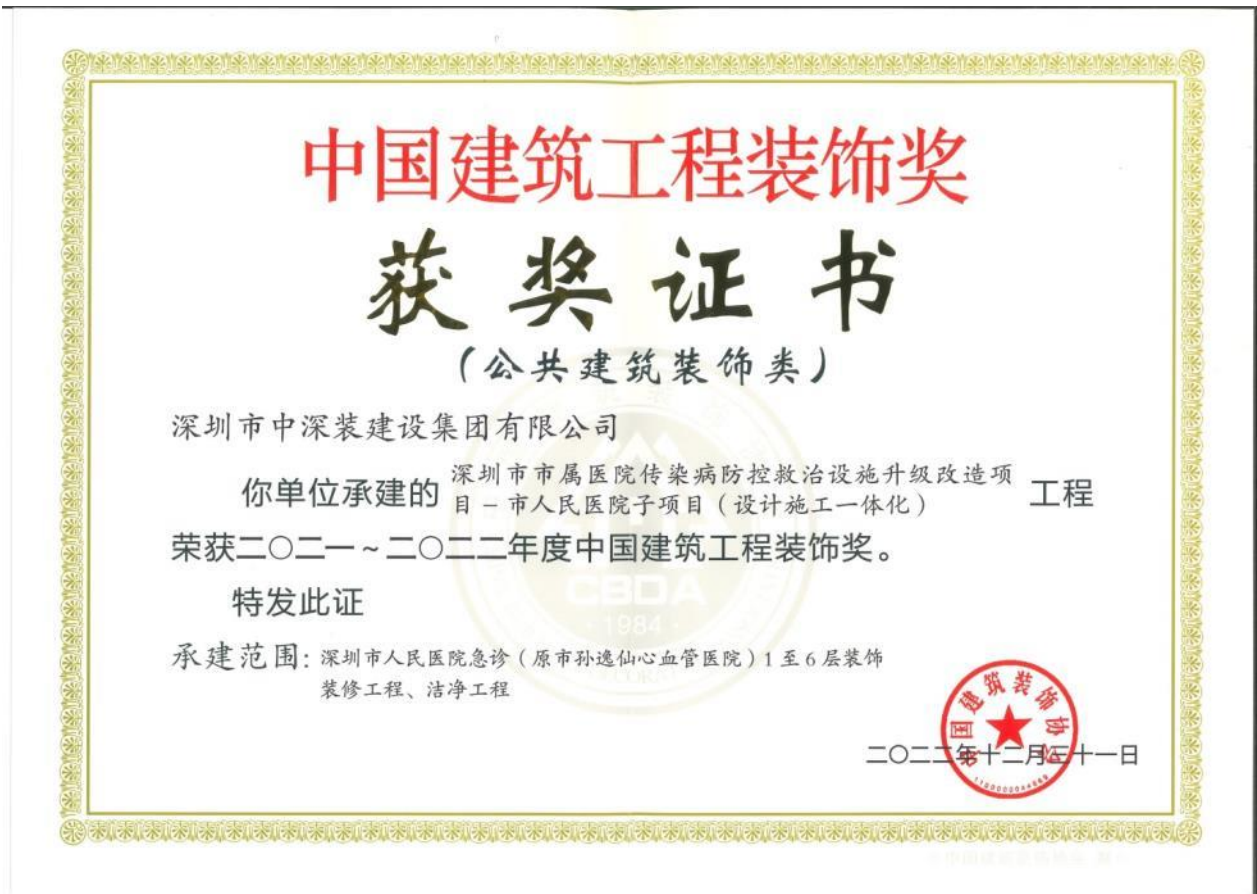 中国建筑工程装饰奖
获奖证书
(公共建筑装饰类)
深圳市中深装建设集团有限公司
你单位承建的 深圳市市属医院传染病防控救治设施升级改造项
目－市人民医院子项目(设计施工一体化) 工程
荣获二〇二一~二〇二二年度中国建筑工程装饰奖。
特发此证
CBDA
·1984·
承建范围:深圳市人民医院急诊(原市孙逸仙心血管医院)1至6层装饰
装修工程、洁净工程
中国建筑装饰协会
二〇二二年十二月三十一日